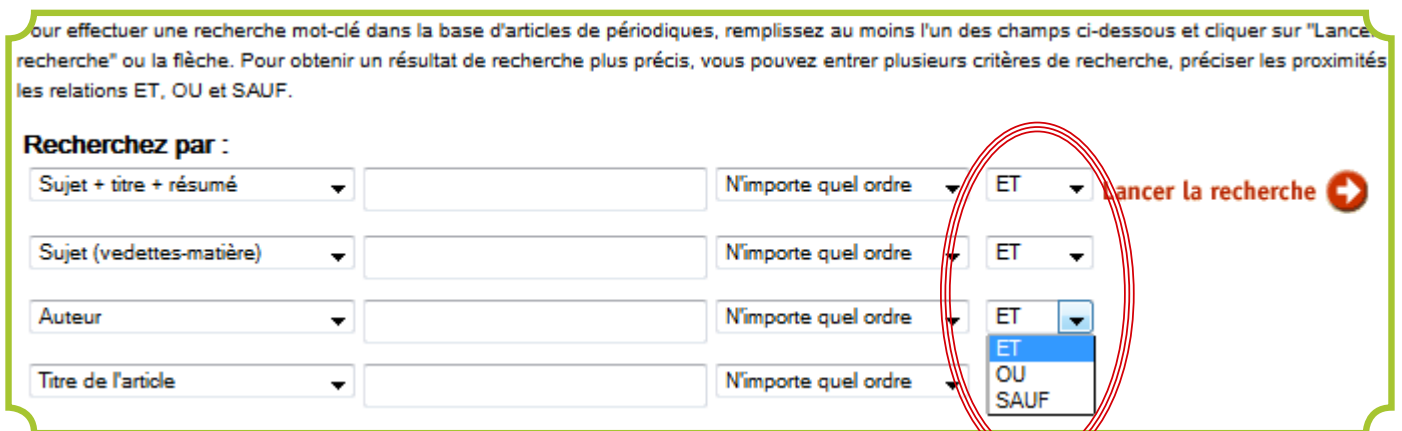 our effectuer une recherche mot-clé dans la base d'articles de périodiques, remplissez au moins l'un des champs ci-dessous et cliquer sur "Lancer
recherche" ou la flèche. Pour obtenir un résultat de recherche plus précis, vous pouvez entrer plusieurs critères de recherche, préciser les proximités
les relations ET, OU et SAUF.
Recherchez par :
Sujet + titre + résumé N'importe quel ordre ET Lancer la recherche
Sujet (vedettes-matière) N'importe quel ordre ET
Auteur N'importe quel ordre ET
ET
OU
Titre de l'article N'importe quel ordre
SAUF